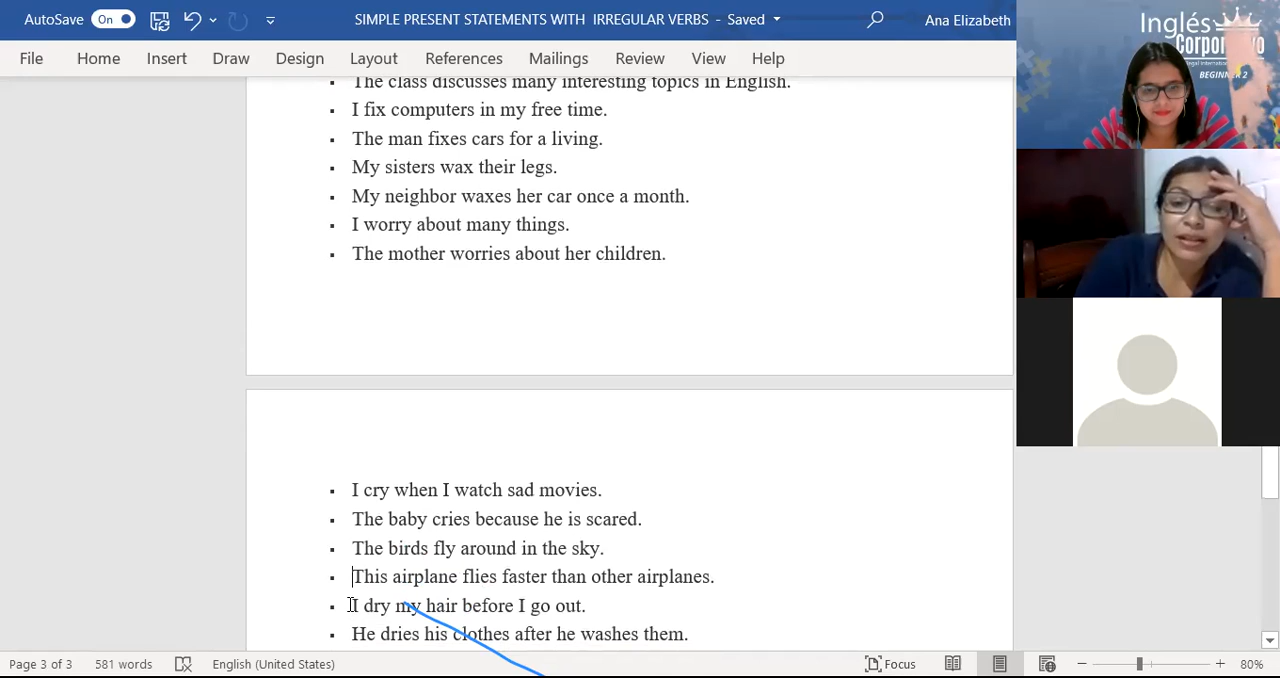 AutoSave On SIMPLE PRESENT STATEMENTS WITH IRREGULAR VERBS - Saved Ana Elizabeth
File Home Insert Draw Design Layout References Mailings Review View Help
Inglés
Corporativo
BEGINNER 2
The class discusses many interesting topics in English.
I fix computers in my free time.
The man fixes cars for a living.
My sisters wax their legs.
My neighbor waxes her car once a month.
I worry about many things.
The mother worries about her children.
I cry when I watch sad movies.
The baby cries because he is scared.
The birds fly around in the sky.
This airplane flies faster than other airplanes.
I dry my hair before I go out.
He dries his clothes after he washes them.
Page 3 of 3 581 words English (United States) Focus 80%